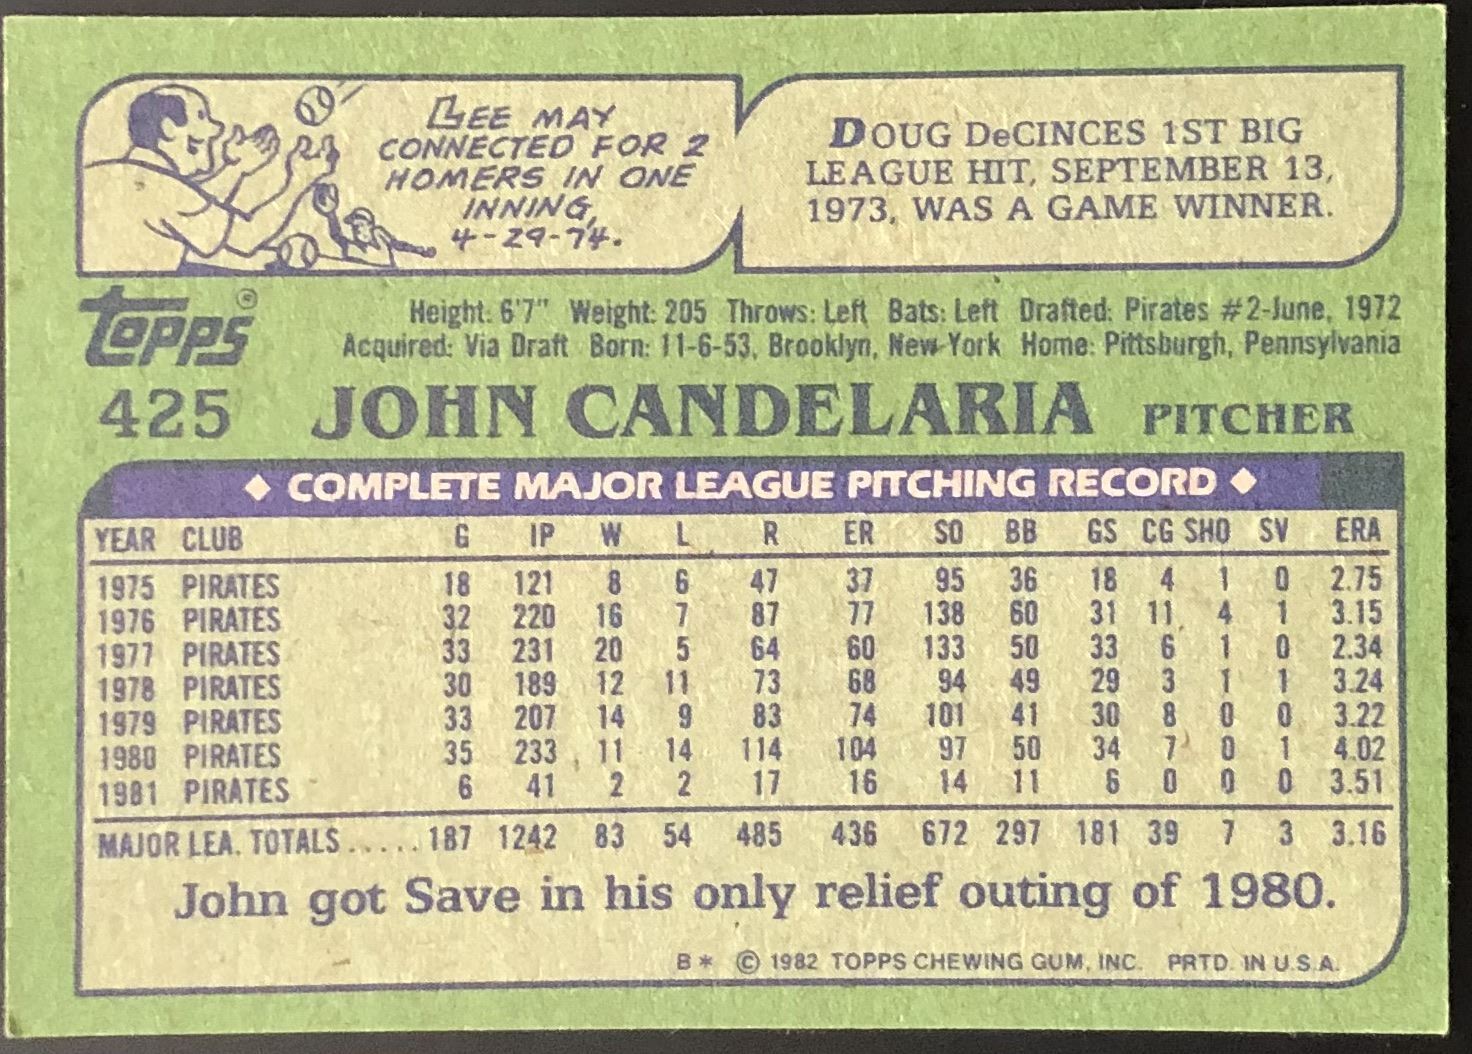 LEE MAY
CONNECTED FOR 2
HOMERS IN ONE
INNING,
4-29-74.
DOUG DeCINCES 1ST BIG
LEAGUE HIT, SEPTEMBER 13,
1973, WAS A GAME WINNER.
Topps®
Height: 6'7" Weight: 205 Throws: Left Bats: Left Drafted: Pirates #2-June, 1972
Acquired: Via Draft Born: 11-6-53, Brooklyn, New York Home: Pittsburgh, Pennsylvania
425 JOHN CANDELARIA PITCHER
◆ COMPLETE MAJOR LEAGUE PITCHING RECORD ◆
YEAR CLUB G IP W L R ER SO BB GS CG SHO SV ERA
1975 PIRATES 18 121 8 6 47 37 95 36 18 4 1 0 2.75
1976 PIRATES 32 220 16 7 87 77 138 60 31 11 4 1 3.15
1977 PIRATES 33 231 20 5 64 60 133 50 33 6 1 0 2.34
1978 PIRATES 30 189 12 11 73 68 94 49 29 3 1 1 3.24
1979 PIRATES 33 207 14 9 83 74 101 41 30 8 0 0 3.22
1980 PIRATES 35 233 11 14 114 104 97 50 34 7 0 1 4.02
1981 PIRATES 6 41 2 2 17 16 14 11 6 0 0 0 3.51
MAJOR LEA. TOTALS ..... 187 1242 83 54 485 436 672 297 181 39 7 3 3.16
John got Save in his only relief outing of 1980.
B* © 1982 TOPPS CHEWING GUM, INC. PRTD. IN U.S.A.